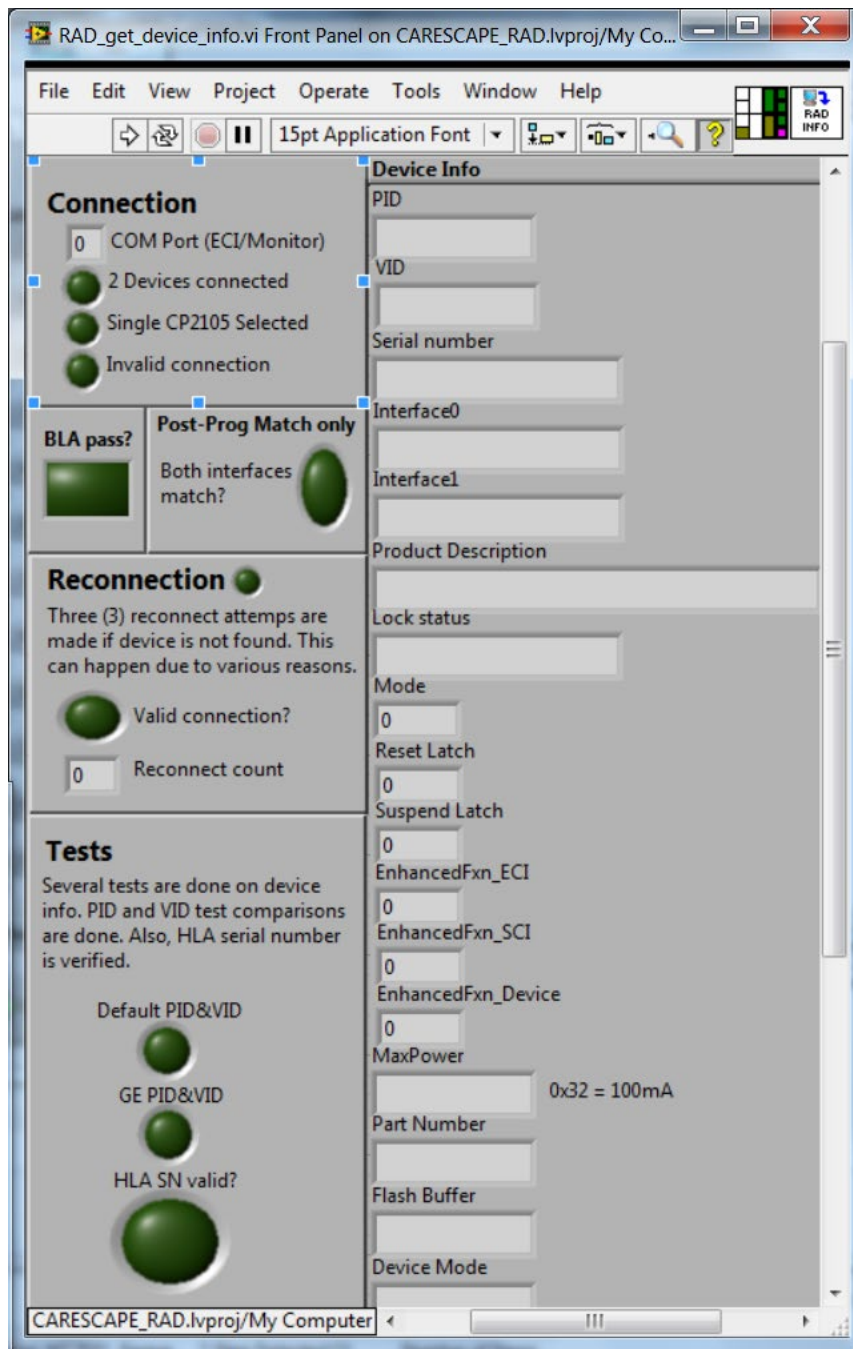 RAD_get_device_info.vi Front Panel on CARESCAPE_RAD.lvproj/My Co...
File Edit View Project Operate Tools Window Help
15pt Application Font
RAD
INFO
Connection
0 COM Port (ECI/Monitor)
2 Devices connected
Single CP2105 Selected
Invalid connection
BLA pass?
Post-Prog Match only
Both interfaces
match?
Reconnection
Three (3) reconnect attemps are
made if device is not found. This
can happen due to various reasons.
Valid connection?
0 Reconnect count
Tests
Several tests are done on device
info. PID and VID test comparisons
are done. Also, HLA serial number
is verified.
Default PID&VID
GE PID&VID
HLA SN valid?
Device Info
PID
VID
Serial number
Interface0
Interface1
Product Description
Lock status
Mode
0
Reset Latch
0
Suspend Latch
0
EnhancedFxn_ECI
0
EnhancedFxn_SCI
0
EnhancedFxn_Device
0
MaxPower
0x32 = 100mA
Part Number
Flash Buffer
Device Mode
CARESCAPE_RAD.lvproj/My Computer